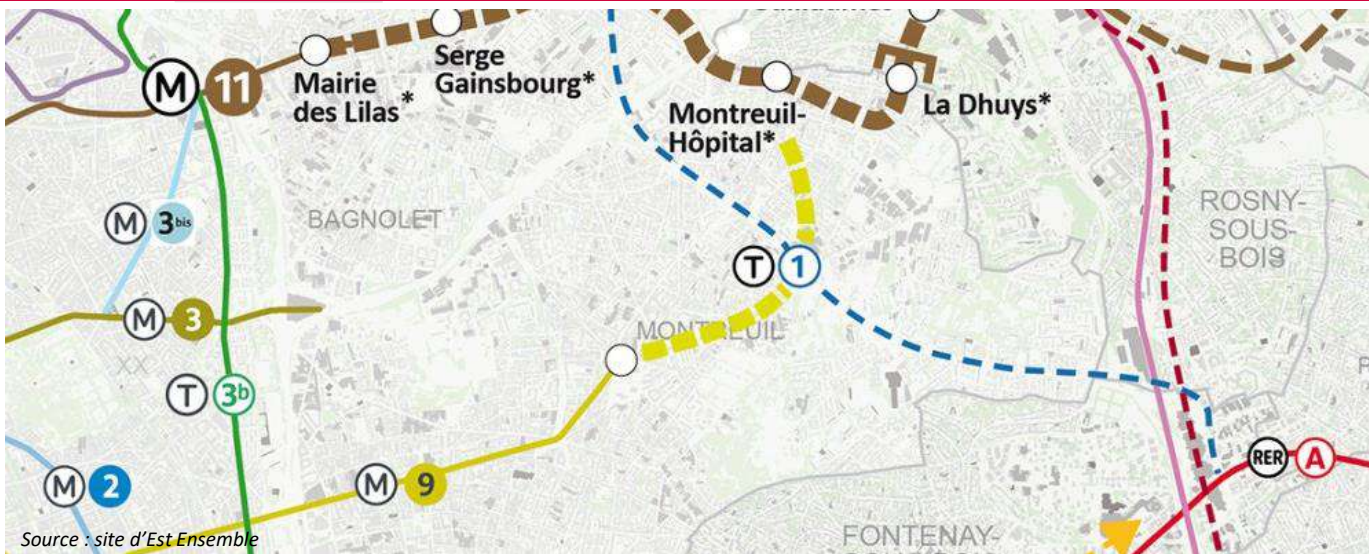 M 11
Mairie
des Lilas*
Serge
Gainsbourg*
Montreuil-
Hôpital*
La Dhuys*
M 3bis
BAGNOLET
ROSNY-
SOUS-
BOIS
T 1
M 3
MONTREUIL
XX
T 3b
M 2
M 9
RER A
FONTENAY-
Source : site d'Est Ensemble